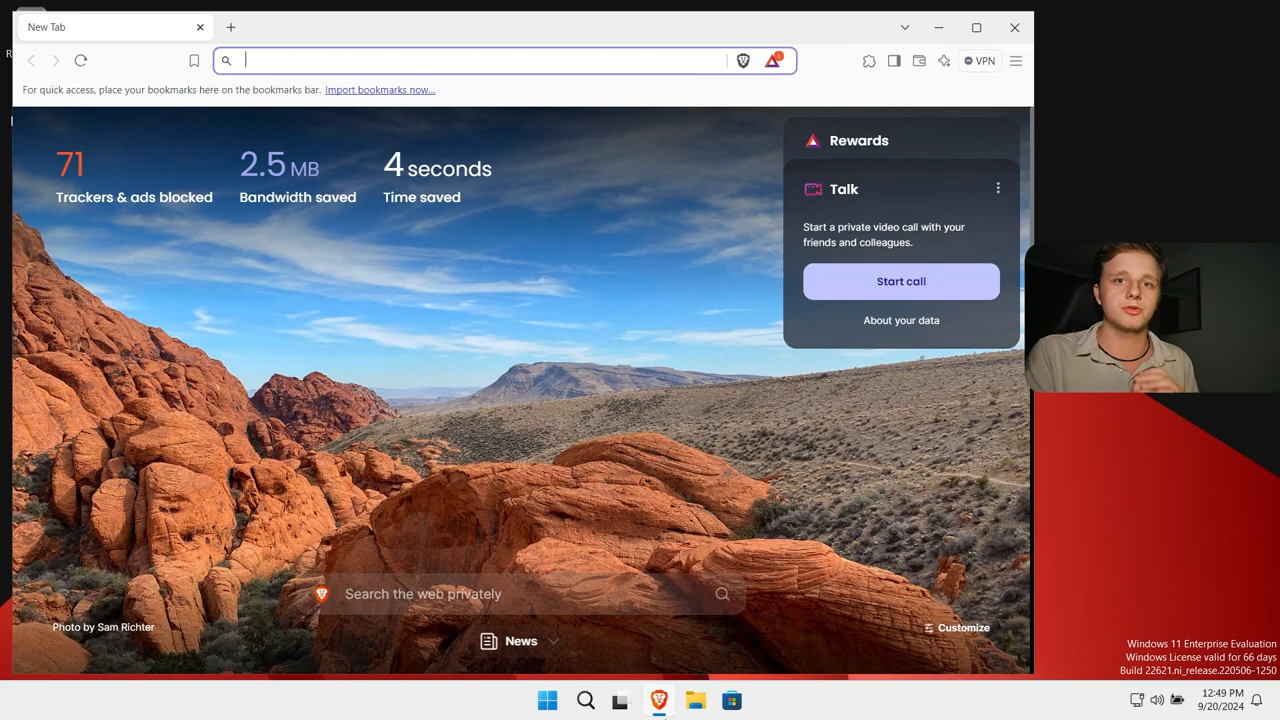 New Tab
VPN
For quick access, place your bookmarks here on the bookmarks bar. Import bookmarks now...
71
Trackers & ads blocked
2.5 MB
Bandwidth saved
4 seconds
Time saved
Rewards
Talk
Start a private video call with your
friends and colleagues.
Start call
About your data
Search the web privately
Photo by Sam Richter
News
Customize
Windows 11 Enterprise Evaluation
Windows License valid for 66 days
Build 22621.ni_release.220506-1250
12:49 PM
9/20/2024